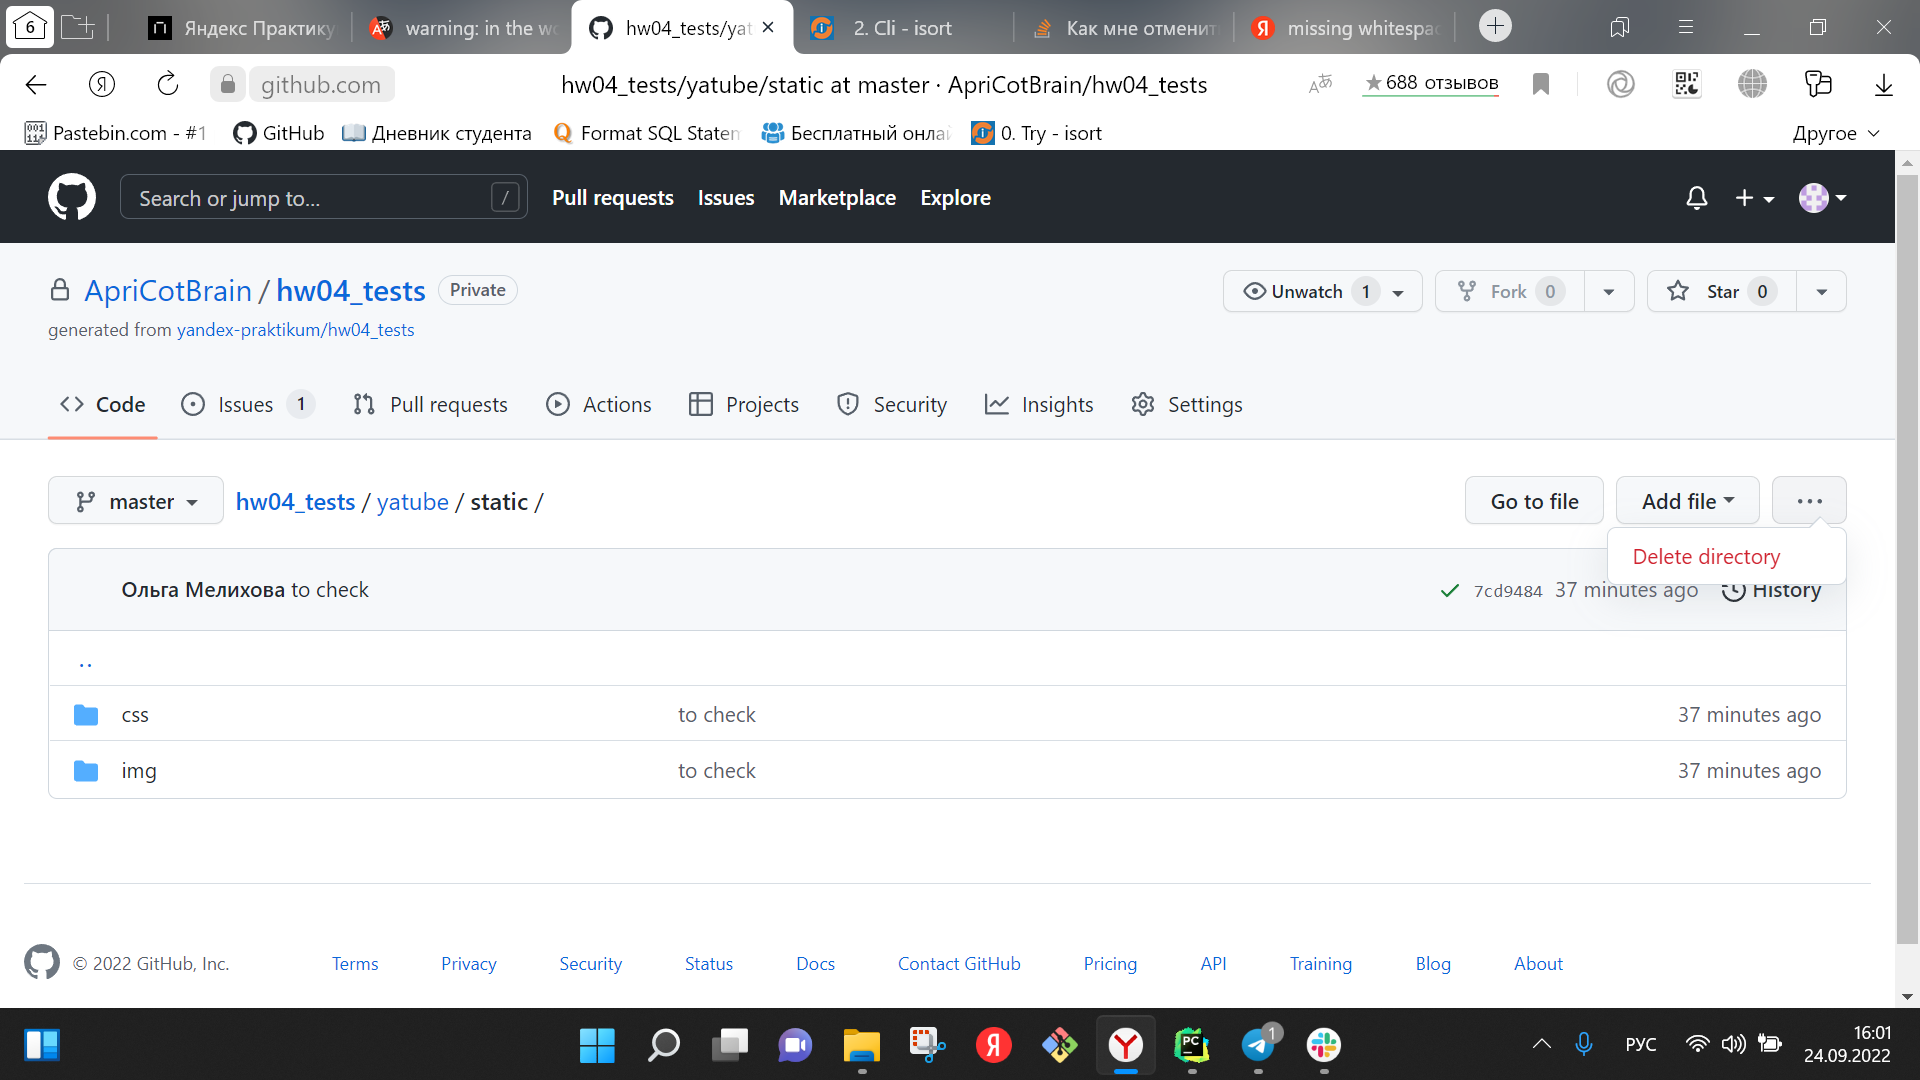 6
Яндекс Практику
warning: in the wo
hw04_tests/yat
2. Cli - isort
Как мне отменит
missing whitespac
github.com
hw04_tests/yatube/static at master · ApriCotBrain/hw04_tests
688 отзывов
Pastebin.com - #1
GitHub
Дневник студента
Format SQL Statem
Бесплатный онлай
0. Try - isort
Другое
Search or jump to...
/
Pull requests
Issues
Marketplace
Explore
ApriCotBrain / hw04_tests
Private
Unwatch 1
Fork 0
Star 0
generated from yandex-praktikum/hw04_tests
Code
Issues 1
Pull requests
Actions
Projects
Security
Insights
Settings
master
hw04_tests / yatube / static /
Go to file
Add file
Delete directory
Ольга Мелихова to check
7cd9484
37 minutes ago
History
..
css
to check
37 minutes ago
img
to check
37 minutes ago
© 2022 GitHub, Inc.
Terms
Privacy
Security
Status
Docs
Contact GitHub
Pricing
API
Training
Blog
About
1
РУС
16:01
24.09.2022